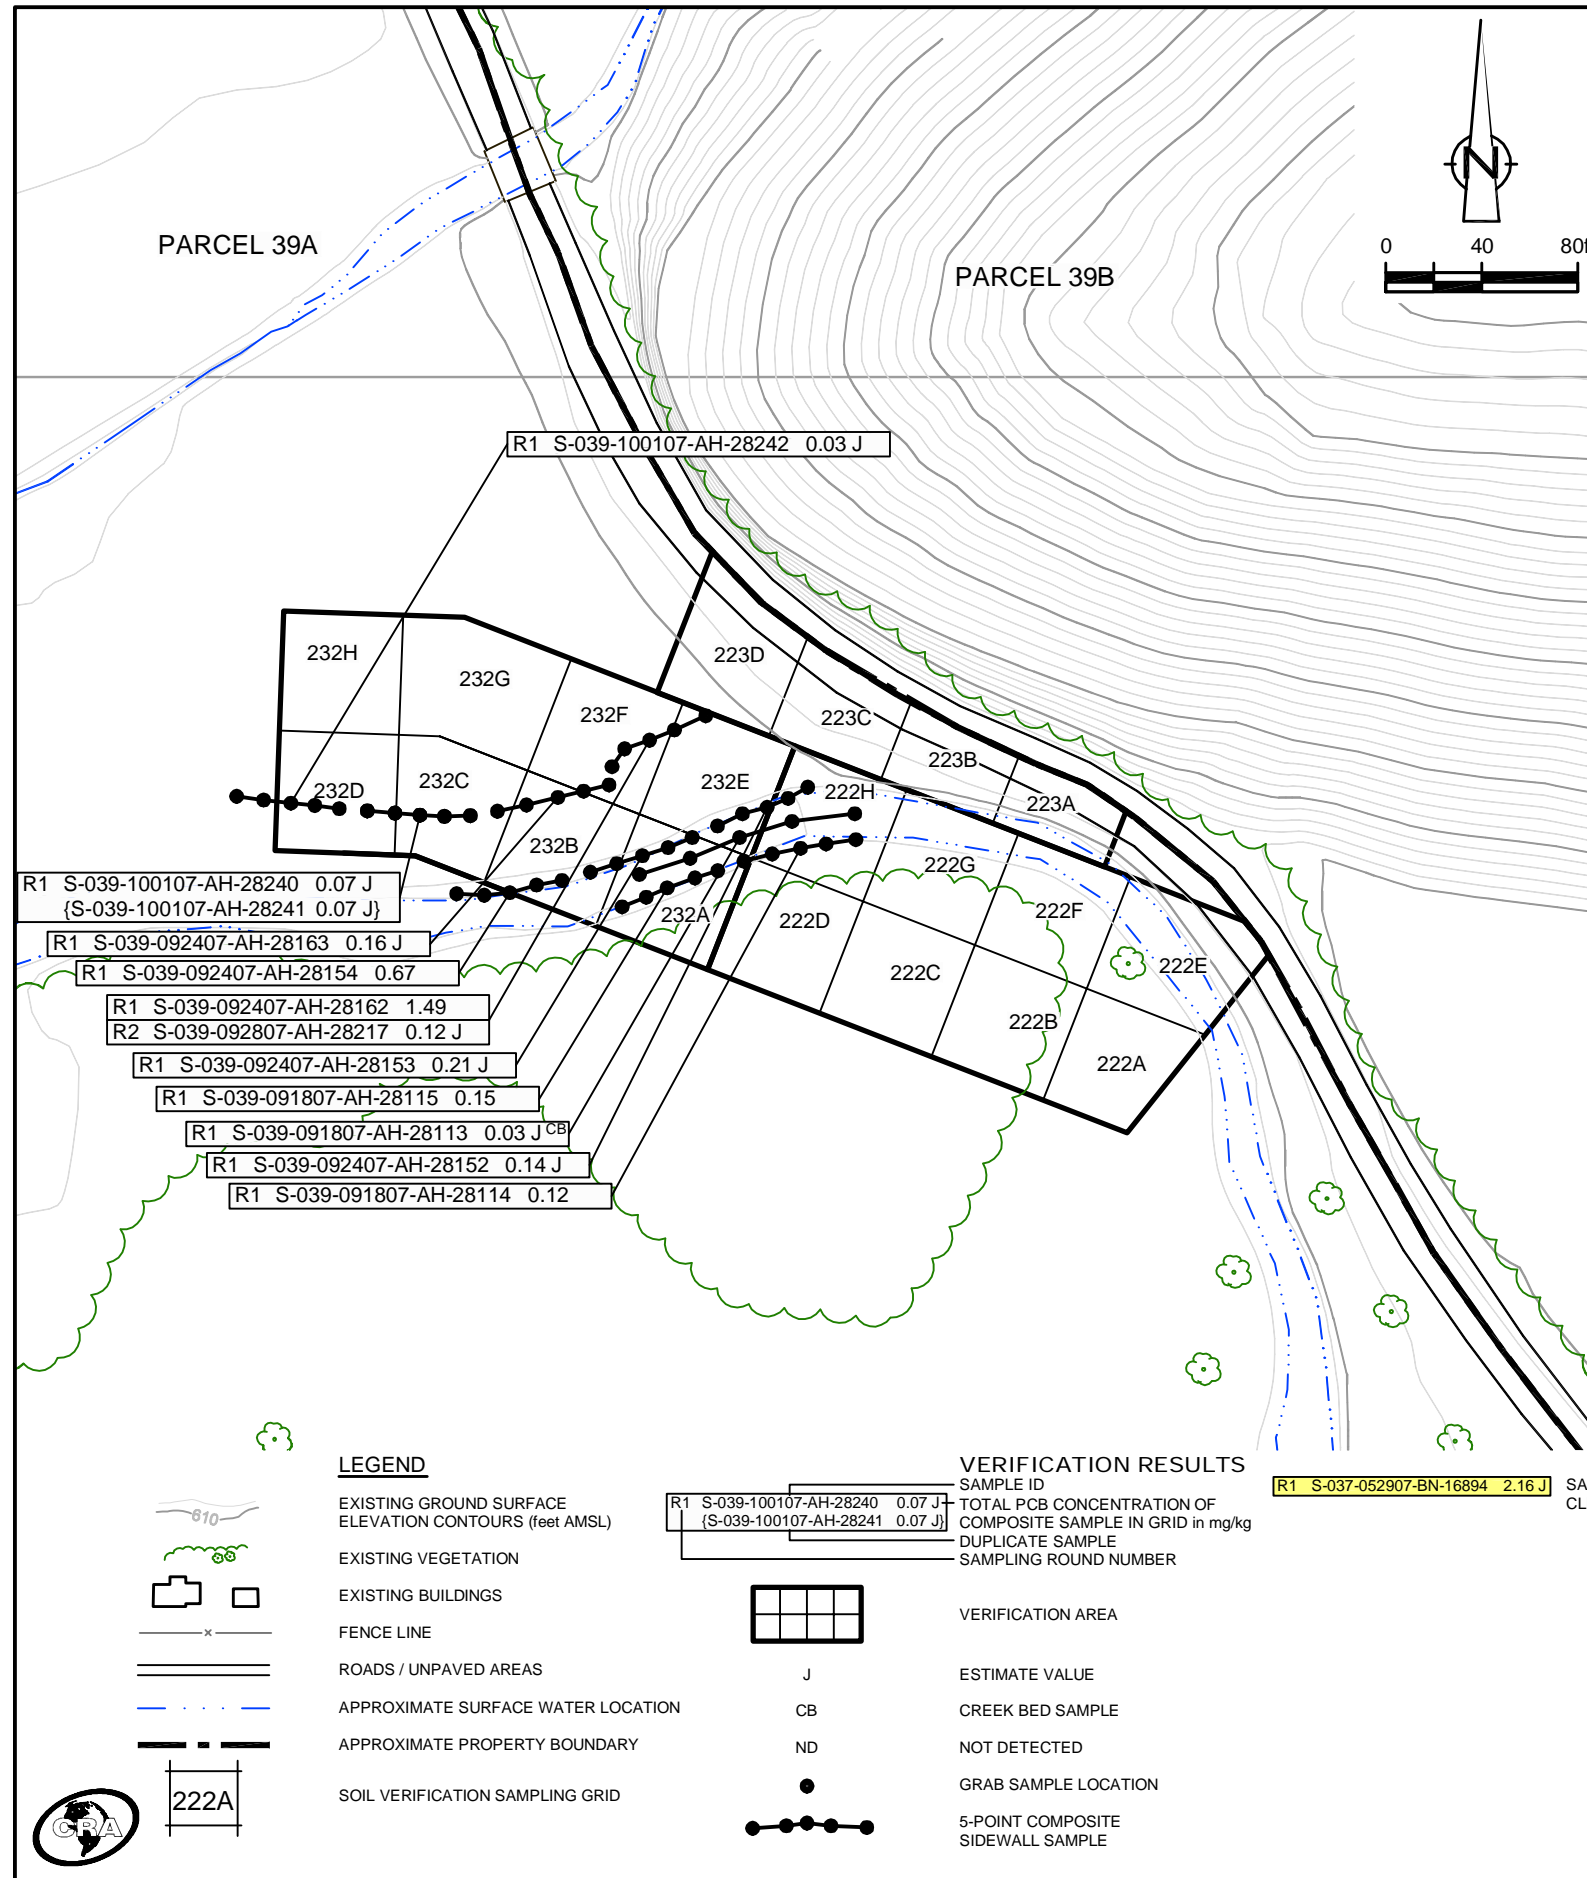 N
0 40 80f
PARCEL 39A
PARCEL 39B
R1 S-039-100107-AH-28242 0.03 J
232H
223D
232G
232F
223C
223B
232E
232C
232D
222H
223A
232B
222G
232A
222D
222F
222C
222E
222B
222A
R1 S-039-100107-AH-28240 0.07 J
{S-039-100107-AH-28241 0.07 J}
R1 S-039-092407-AH-28163 0.16 J
R1 S-039-092407-AH-28154 0.67
R1 S-039-092407-AH-28162 1.49
R2 S-039-092807-AH-28217 0.12 J
R1 S-039-092407-AH-28153 0.21 J
R1 S-039-091807-AH-28115 0.15
R1 S-039-091807-AH-28113 0.03 J CB
R1 S-039-092407-AH-28152 0.14 J
R1 S-039-091807-AH-28114 0.12
LEGEND
610
EXISTING GROUND SURFACE
ELEVATION CONTOURS (feet AMSL)
EXISTING VEGETATION
EXISTING BUILDINGS
x
FENCE LINE
ROADS / UNPAVED AREAS
APPROXIMATE SURFACE WATER LOCATION
APPROXIMATE PROPERTY BOUNDARY
222A
SOIL VERIFICATION SAMPLING GRID
CRA
VERIFICATION RESULTS
R1 S-039-100107-AH-28240 0.07 J
{S-039-100107-AH-28241 0.07 J}
SAMPLE ID
TOTAL PCB CONCENTRATION OF
COMPOSITE SAMPLE IN GRID in mg/kg
DUPLICATE SAMPLE
SAMPLING ROUND NUMBER
VERIFICATION AREA
J ESTIMATE VALUE
CB CREEK BED SAMPLE
ND NOT DETECTED
GRAB SAMPLE LOCATION
5-POINT COMPOSITE
SIDEWALL SAMPLE
R1 S-037-052907-BN-16894 2.16 J
SA
CL